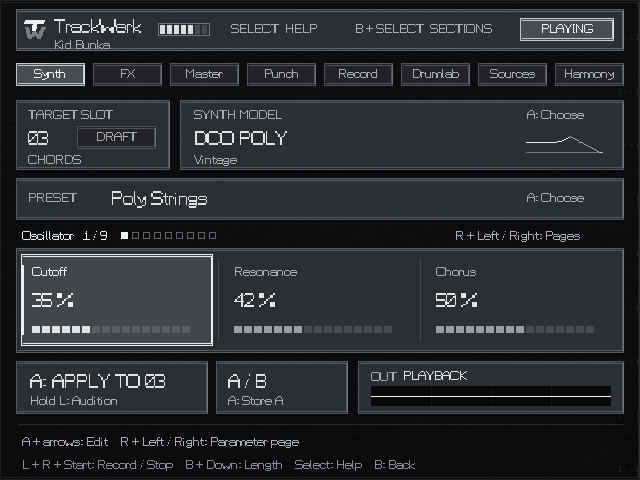 TW TrackWerk SELECT HELP B+SELECT SECTIONS PLAYING
Kid Bunka
Synth FX Master Punch Record Drumlab Sources Harmony
TARGET SLOT
03 DRAFT
CHORDS
SYNTH MODEL A: Choose
DCO POLY
Vintage
PRESET Poly Strings A: Choose
Oscillator 1/9 R + Left / Right: Pages
Cutoff Resonance Chorus
35 % 42 % 50 %
A: APPLY TO 03
Hold L: Audition
A / B
A: Store A
OUT PLAYBACK
A + arrows: Edit R + Left / Right: Parameter page
L + R + Start: Record / Stop B + Down: Length Select: Help B: Back